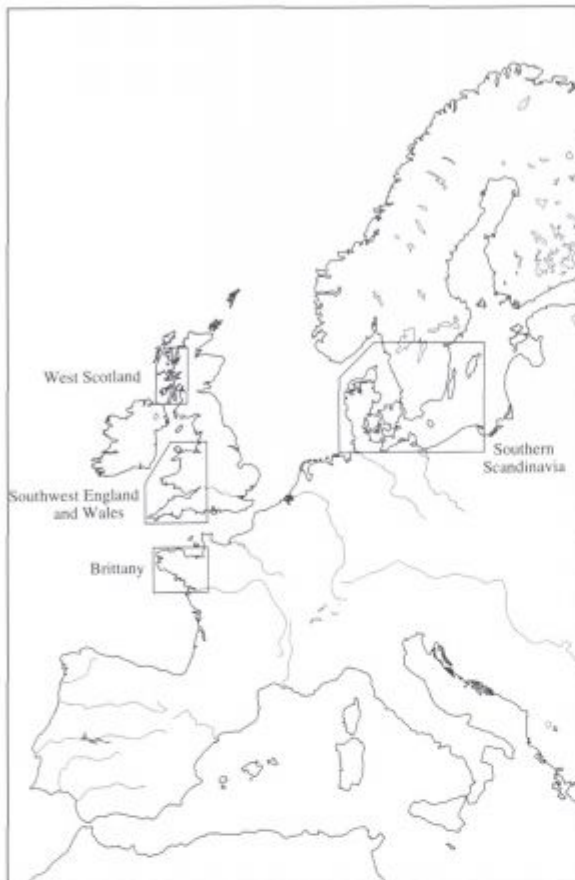 West Scotland
Southern
Scandinavia
Southwest England
and Wales
Brittany